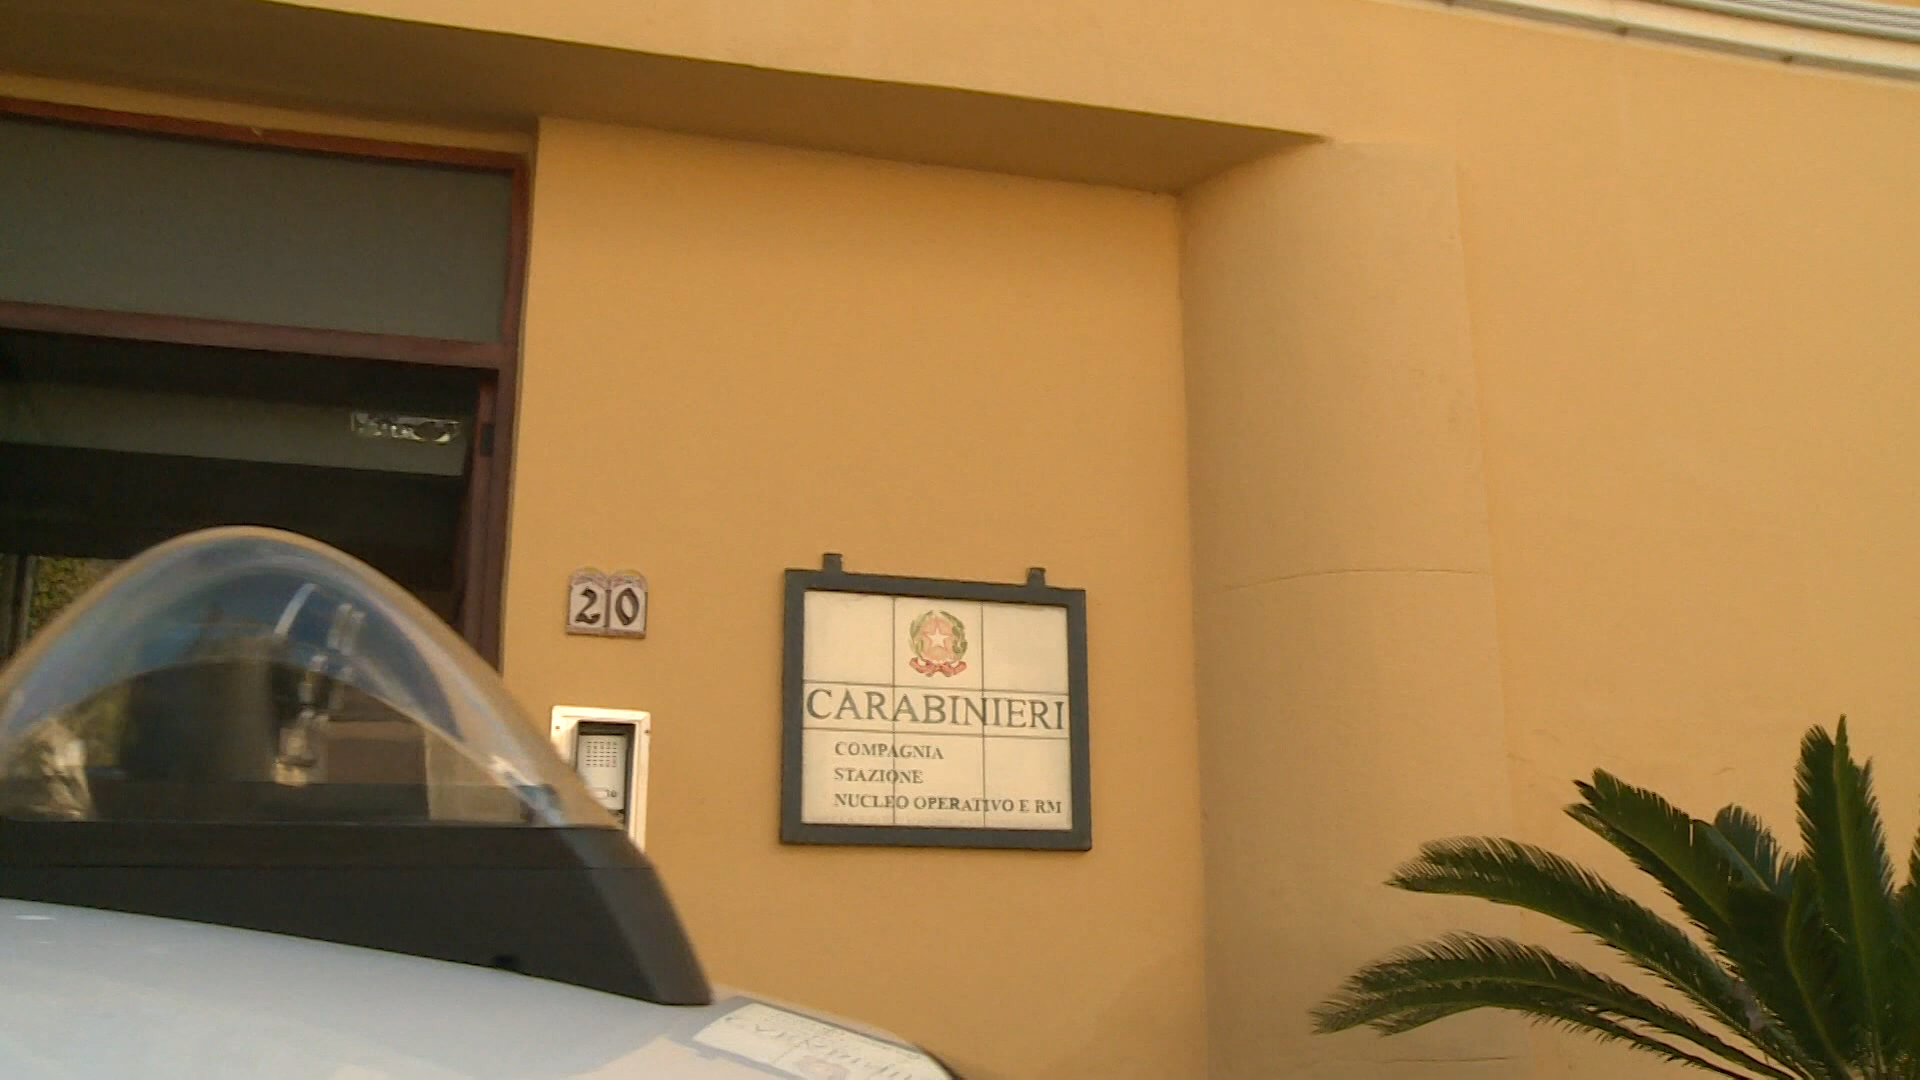 20
CARABINIERI
COMPAGNIA
STAZIONE
NUCLEO OPERATIVO E RM